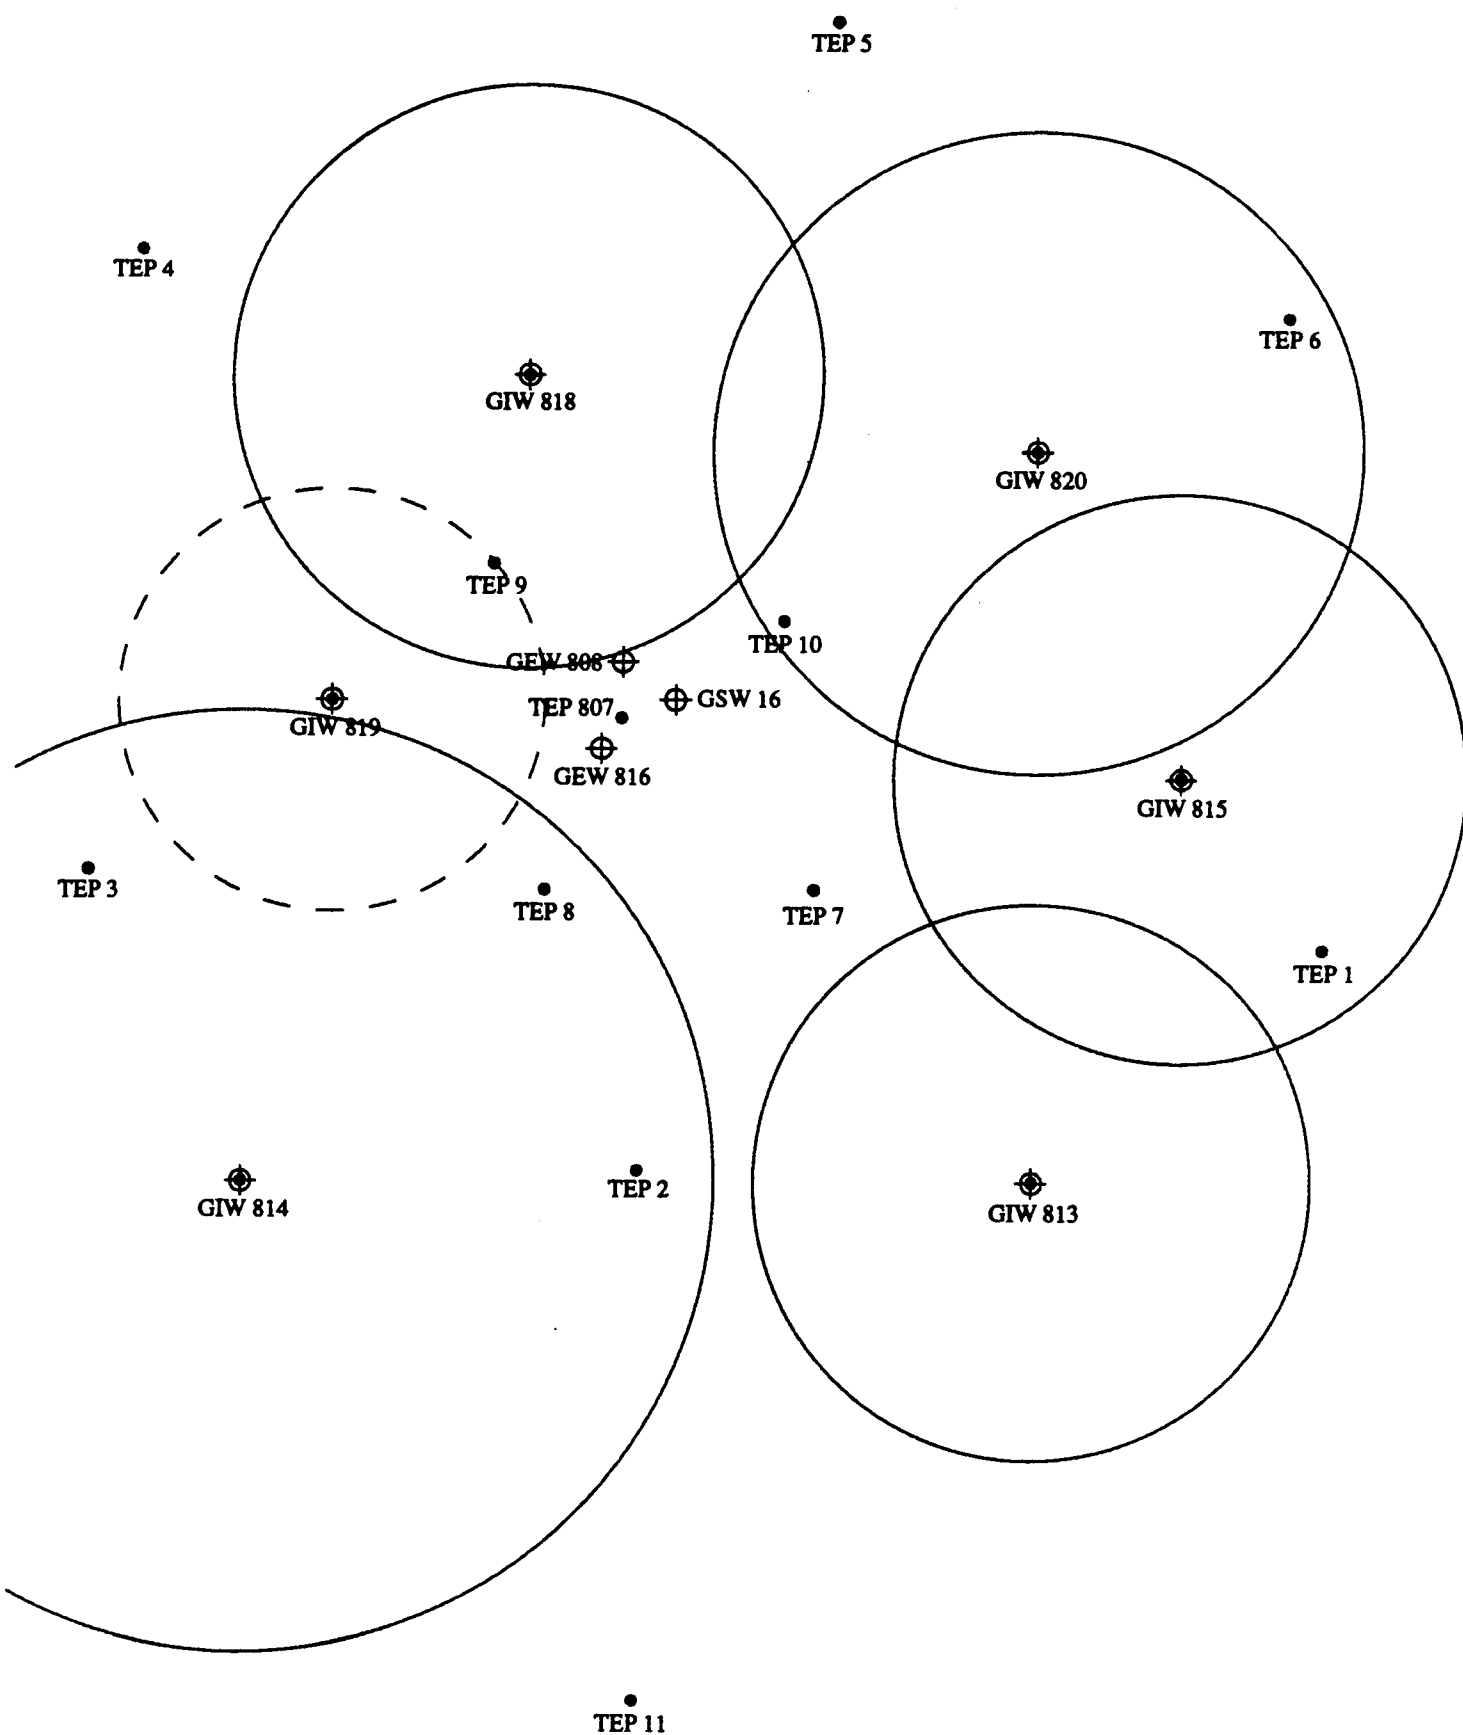 TEP 5
TEP 4
TEP 6
GIW 818
GIW 820
TEP 9
TEP 10
GEW 808
GSW 16
TEP 807
GIW 819
GEW 816
GIW 815
TEP 3
TEP 8
TEP 7
TEP 1
TEP 2
GIW 814
GIW 813
TEP 11